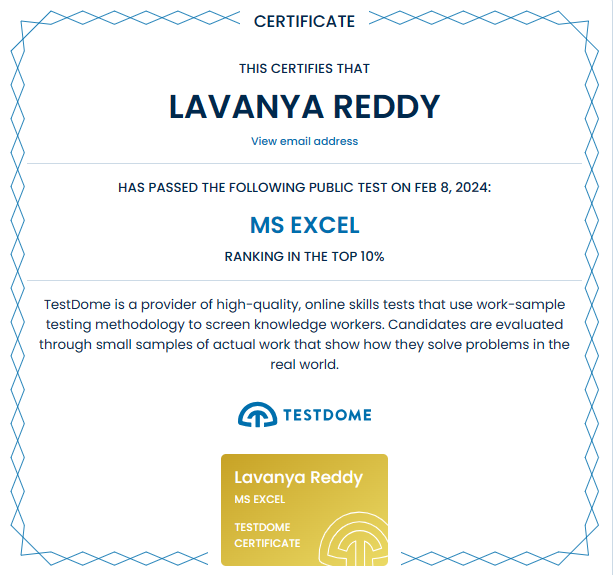 CERTIFICATE
THIS CERTIFIES THAT
LAVANYA REDDY
View email address
HAS PASSED THE FOLLOWING PUBLIC TEST ON FEB 8, 2024:
MS EXCEL
RANKING IN THE TOP 10%
TestDome is a provider of high-quality, online skills tests that use work-sample
testing methodology to screen knowledge workers. Candidates are evaluated
through small samples of actual work that show how they solve problems in the
real world.
TESTDOME
Lavanya Reddy
MS EXCEL
TESTDOME
CERTIFICATE